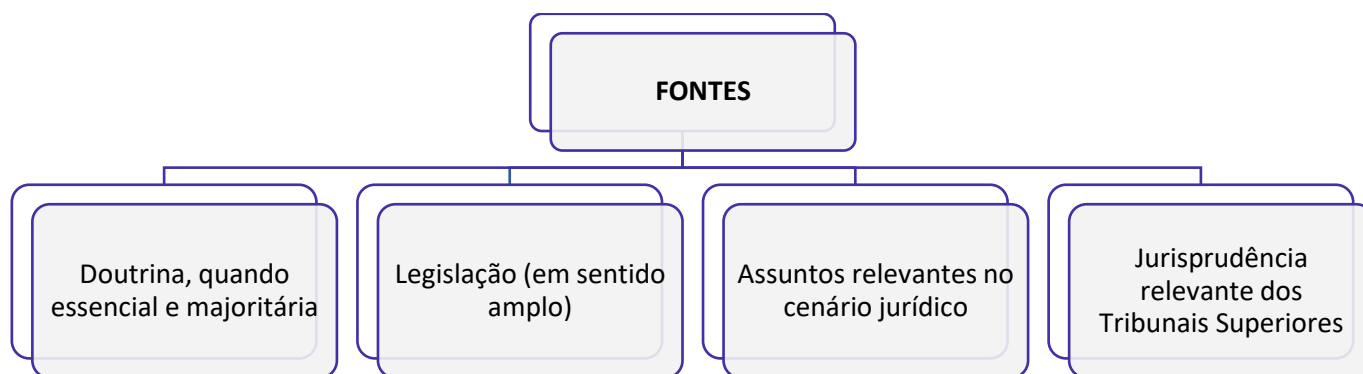 FONTES
Doutrina, quando
essencial e majoritária
Legislação (em sentido
amplo)
Assuntos relevantes no
cenário jurídico
Jurisprudência
relevante dos
Tribunais Superiores